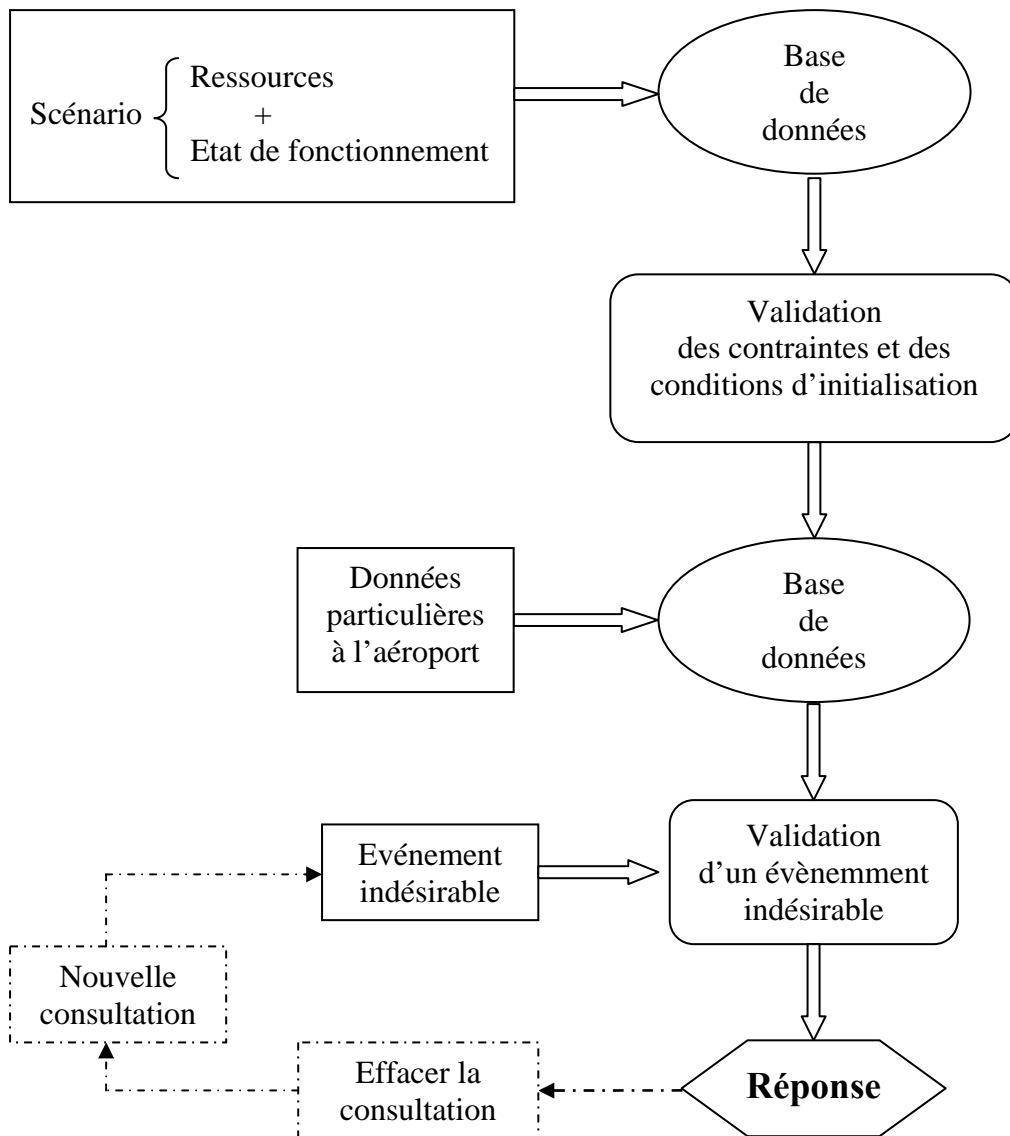 Scénario
Ressources
+
Etat de fonctionnement
Base
de
données
Validation
des contraintes et des
conditions d’initialisation
Données
particulières
à l’aéroport
Base
de
données
Evénement
indésirable
Validation
d’un évènemment
indésirable
Nouvelle
consultation
Effacer la
consultation
Réponse